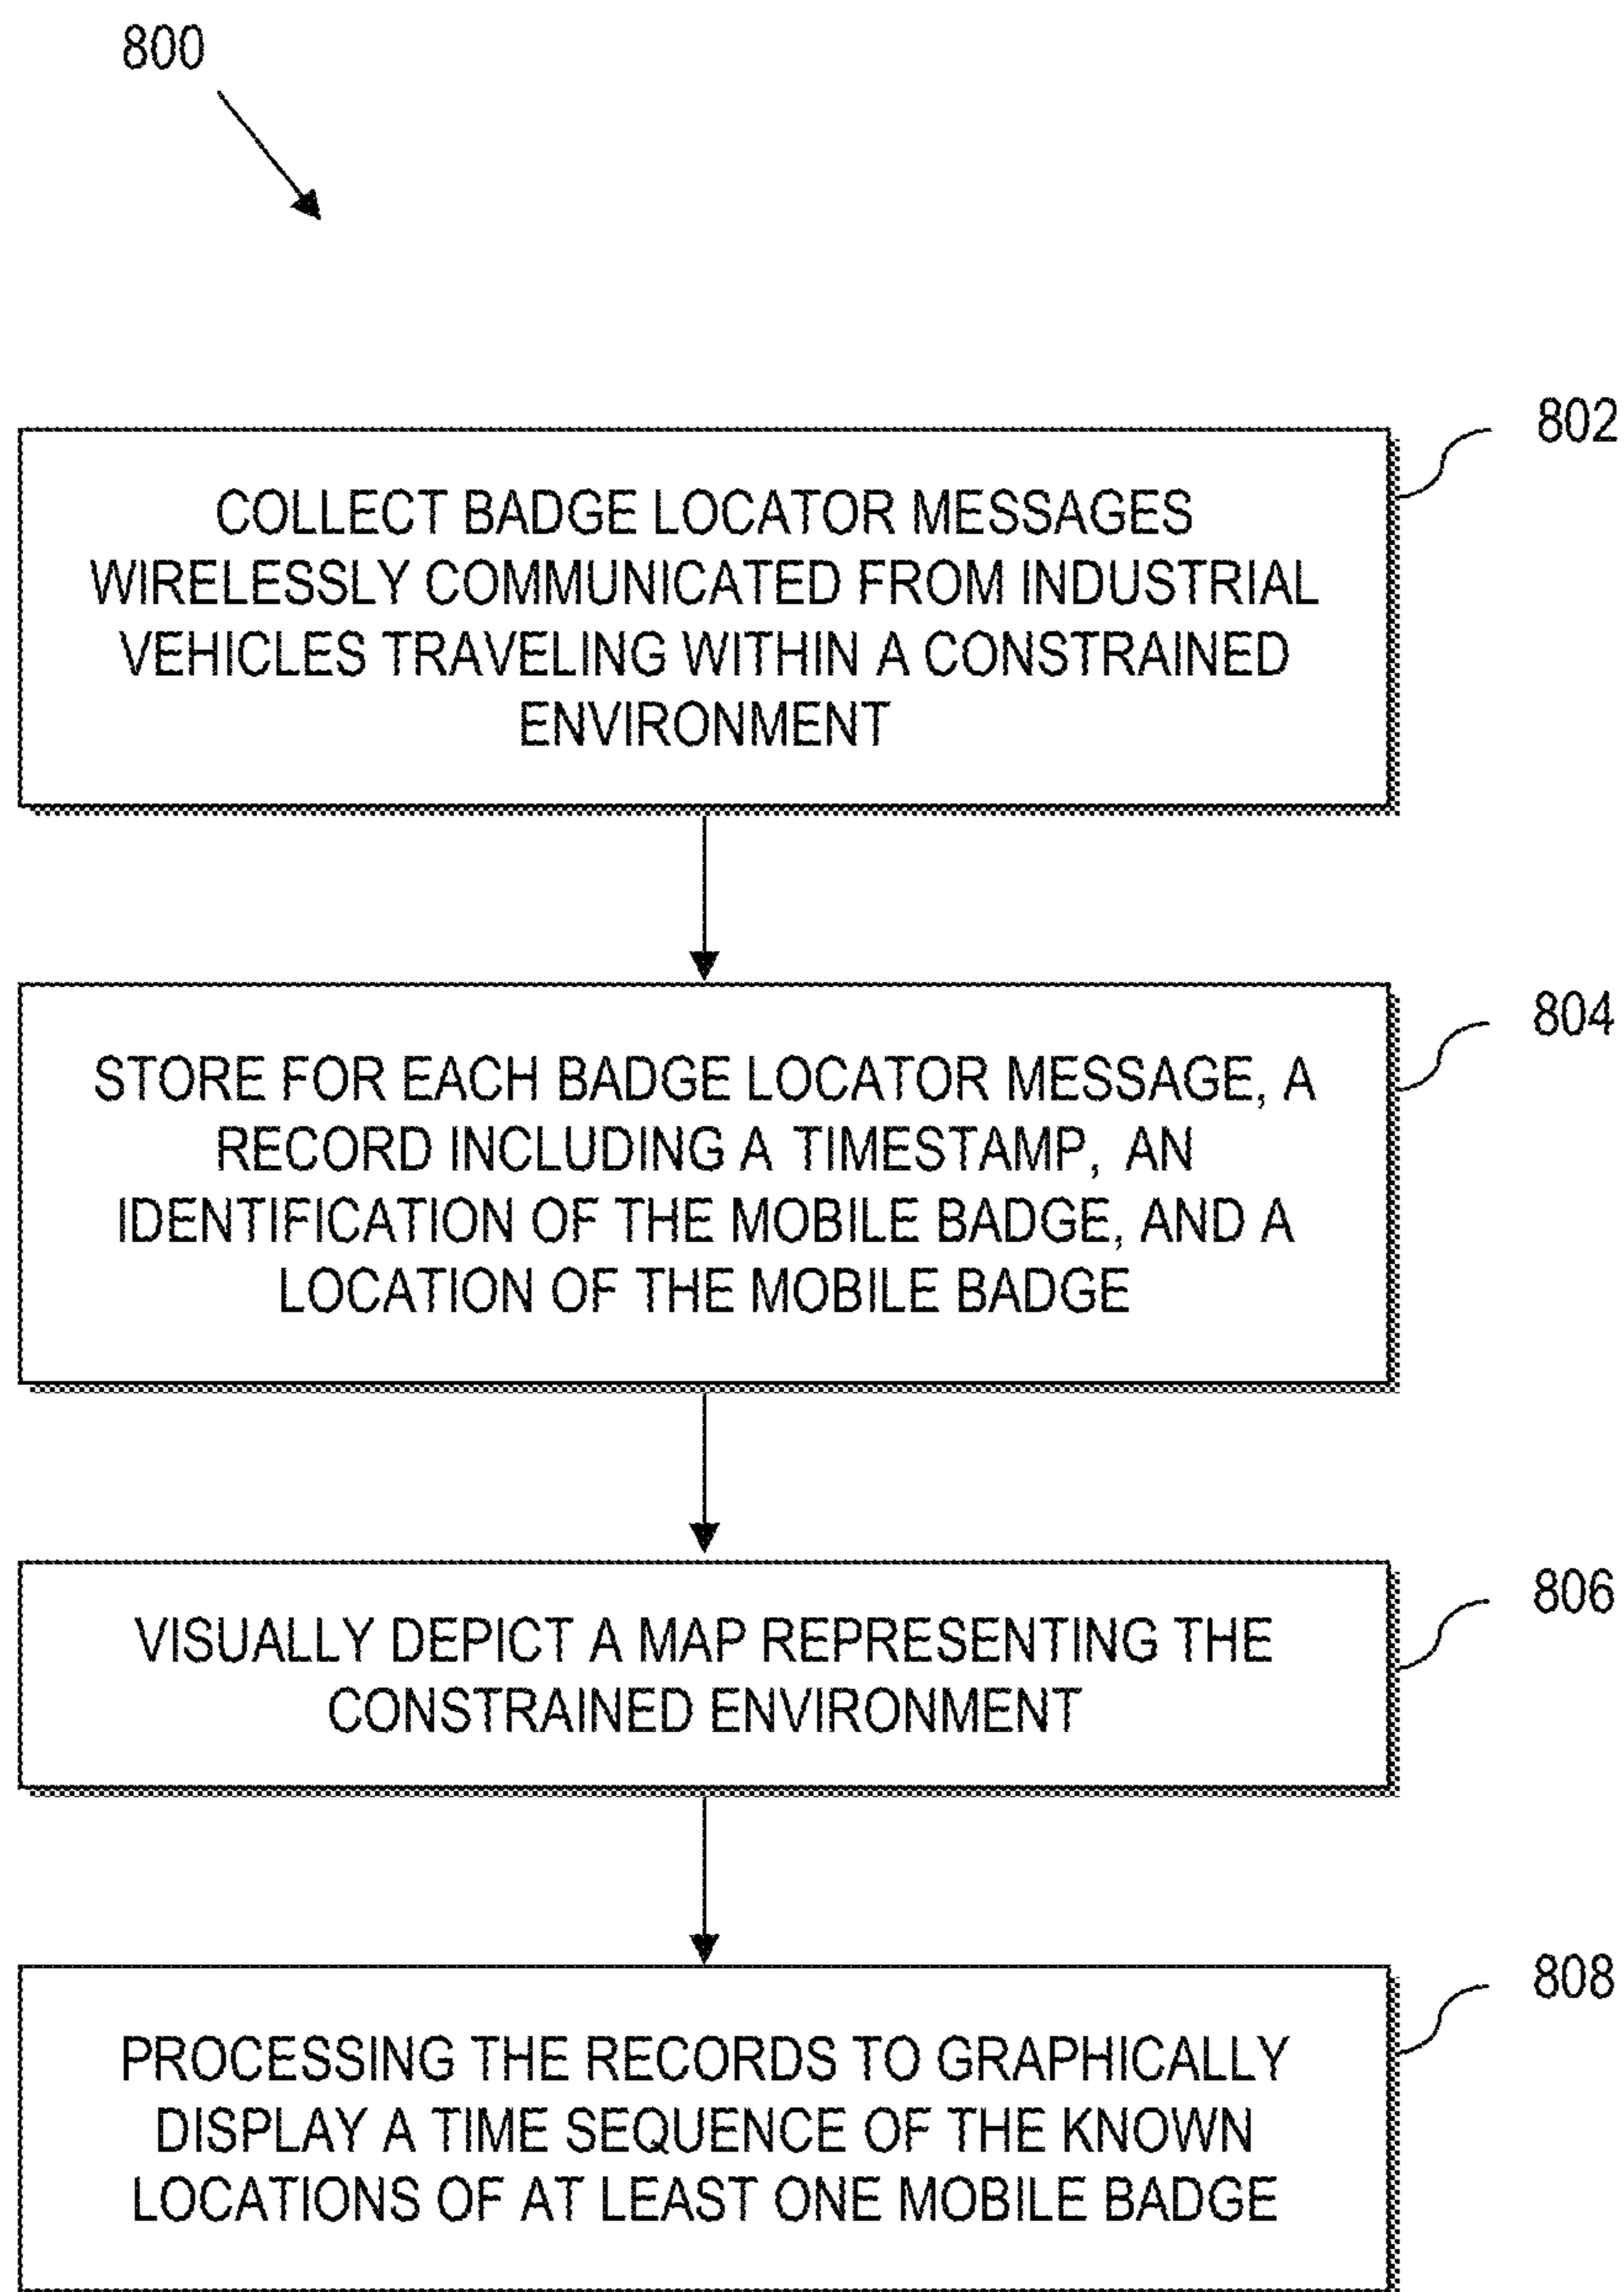 800
802
COLLECT BADGE LOCATOR MESSAGES
WIRELESSLY COMMUNICATED FROM INDUSTRIAL
VEHICLES TRAVELING WITHIN A CONSTRAINED
ENVIRONMENT
804
STORE FOR EACH BADGE LOCATOR MESSAGE, A
RECORD INCLUDING A TIMESTAMP, AN
IDENTIFICATION OF THE MOBILE BADGE, AND A
LOCATION OF THE MOBILE BADGE
806
VISUALLY DEPICT A MAP REPRESENTING THE
CONSTRAINED ENVIRONMENT
808
PROCESSING THE RECORDS TO GRAPHICALLY
DISPLAY A TIME SEQUENCE OF THE KNOWN
LOCATIONS OF AT LEAST ONE MOBILE BADGE